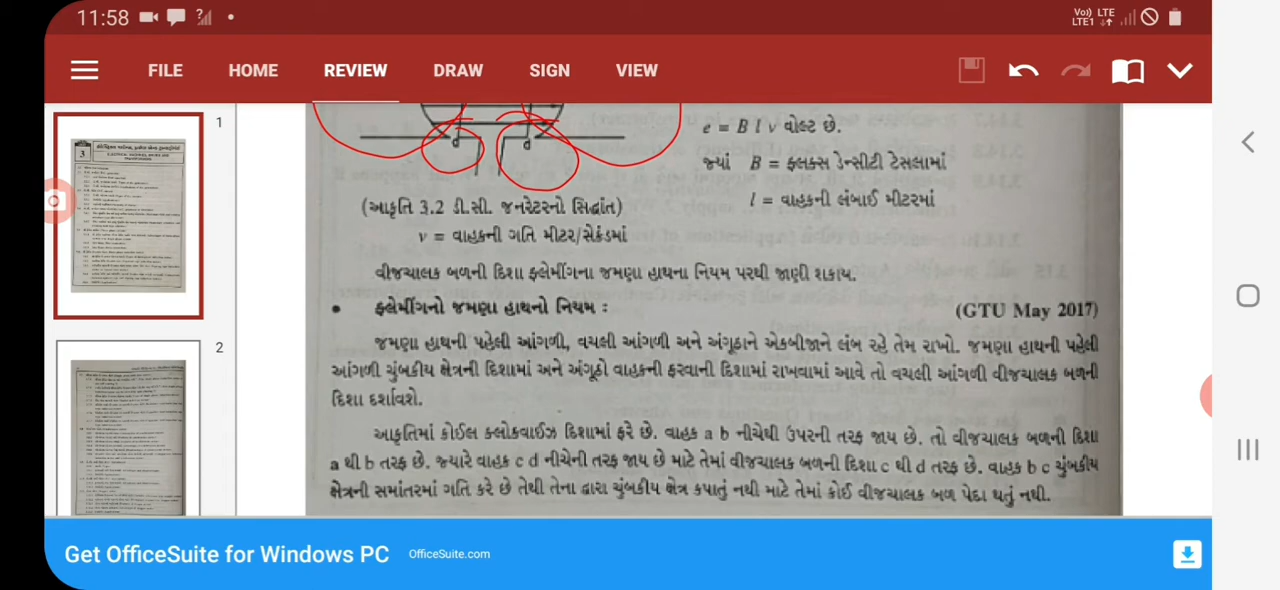 11:58
Vo) LTE
LTE1
FILE HOME REVIEW DRAW SIGN VIEW
1
3
2
d d
e = B l v વોલ્ટ છે.
જ્યાં B = ફ્લક્સ ડેન્સીટી ટેસલામાં
(આકૃતિ 3.2 ડી.સી. જનરેટરનો સિદ્ધાંત)
l = વાહકની લંબાઈ મીટરમાં
v = વાહકની ગતિ મીટર/સેકંડમાં
વીજચાલક બળની દિશા ફ્લેમીંગના જમણા હાથના નિયમ પરથી જાણી શકાય.
• ફ્લેમીંગનો જમણા હાથનો નિયમ : (GTU May 2017)
જમણા હાથની પહેલી આંગળી, વચલી આંગળી અને અંગૂઠાને એકબીજાને લંબ રહે તેમ રાખો. જમણા હાથની પહેલી
આંગળી ચુંબકીય ક્ષેત્રની દિશામાં અને અંગૂઠો વાહકની ફરવાની દિશામાં રાખવામાં આવે તો વચલી આંગળી વીજચાલક બળની
દિશા દર્શાવશે.
આકૃતિમાં કોઈલ ક્લોકવાઈઝ દિશામાં ફરે છે. વાહક a b નીચેથી ઉપરની તરફ જાય છે. તો વીજચાલક બળની દિશા
a થી b તરફ છે. જ્યારે વાહક c d નીચેની તરફ જાય છે માટે તેમાં વીજચાલક બળની દિશા c થી d તરફ છે. વાહક b c ચુંબકીય
ક્ષેત્રની સમાંતરમાં ગતિ કરે છે તેથી તેના દ્વારા ચુંબકીય ક્ષેત્ર કપાતું નથી માટે તેમાં કોઈ વીજચાલક બળ પેદા થતું નથી.
Get OfficeSuite for Windows PC OfficeSuite.com